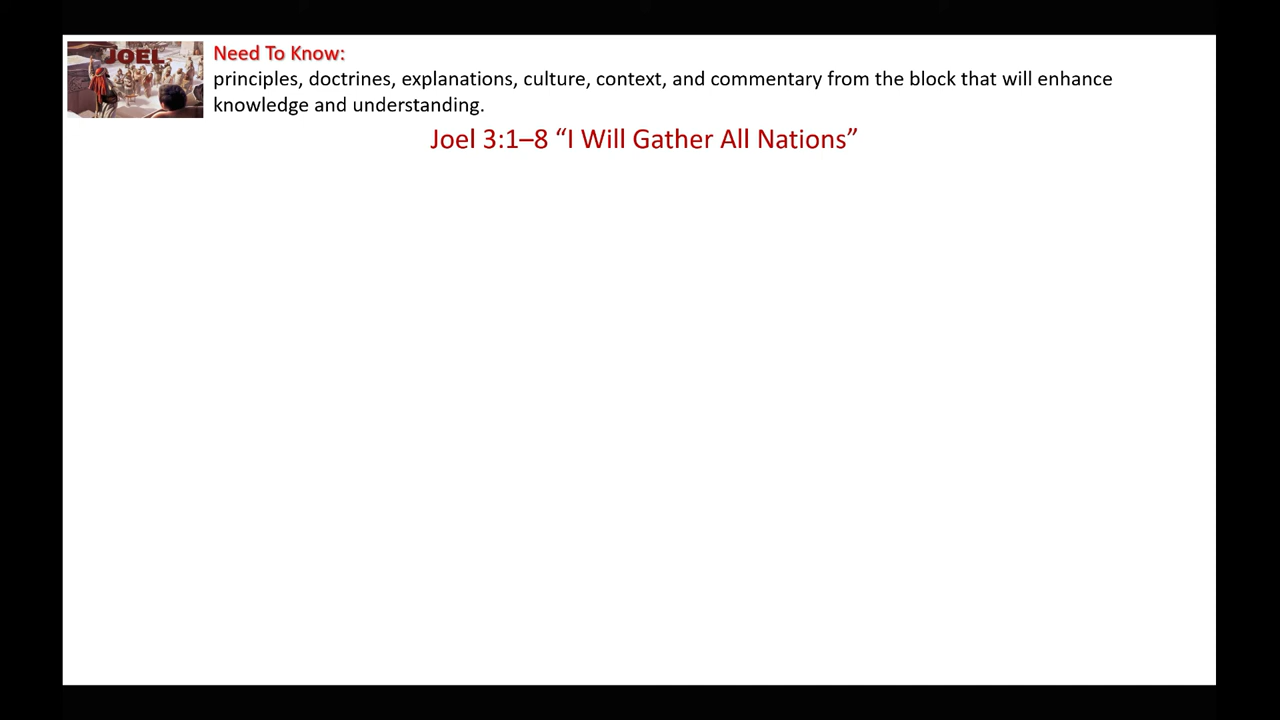 JOEL
Need To Know:
principles, doctrines, explanations, culture, context, and commentary from the block that will enhance
knowledge and understanding.
Joel 3:1–8 “I Will Gather All Nations”